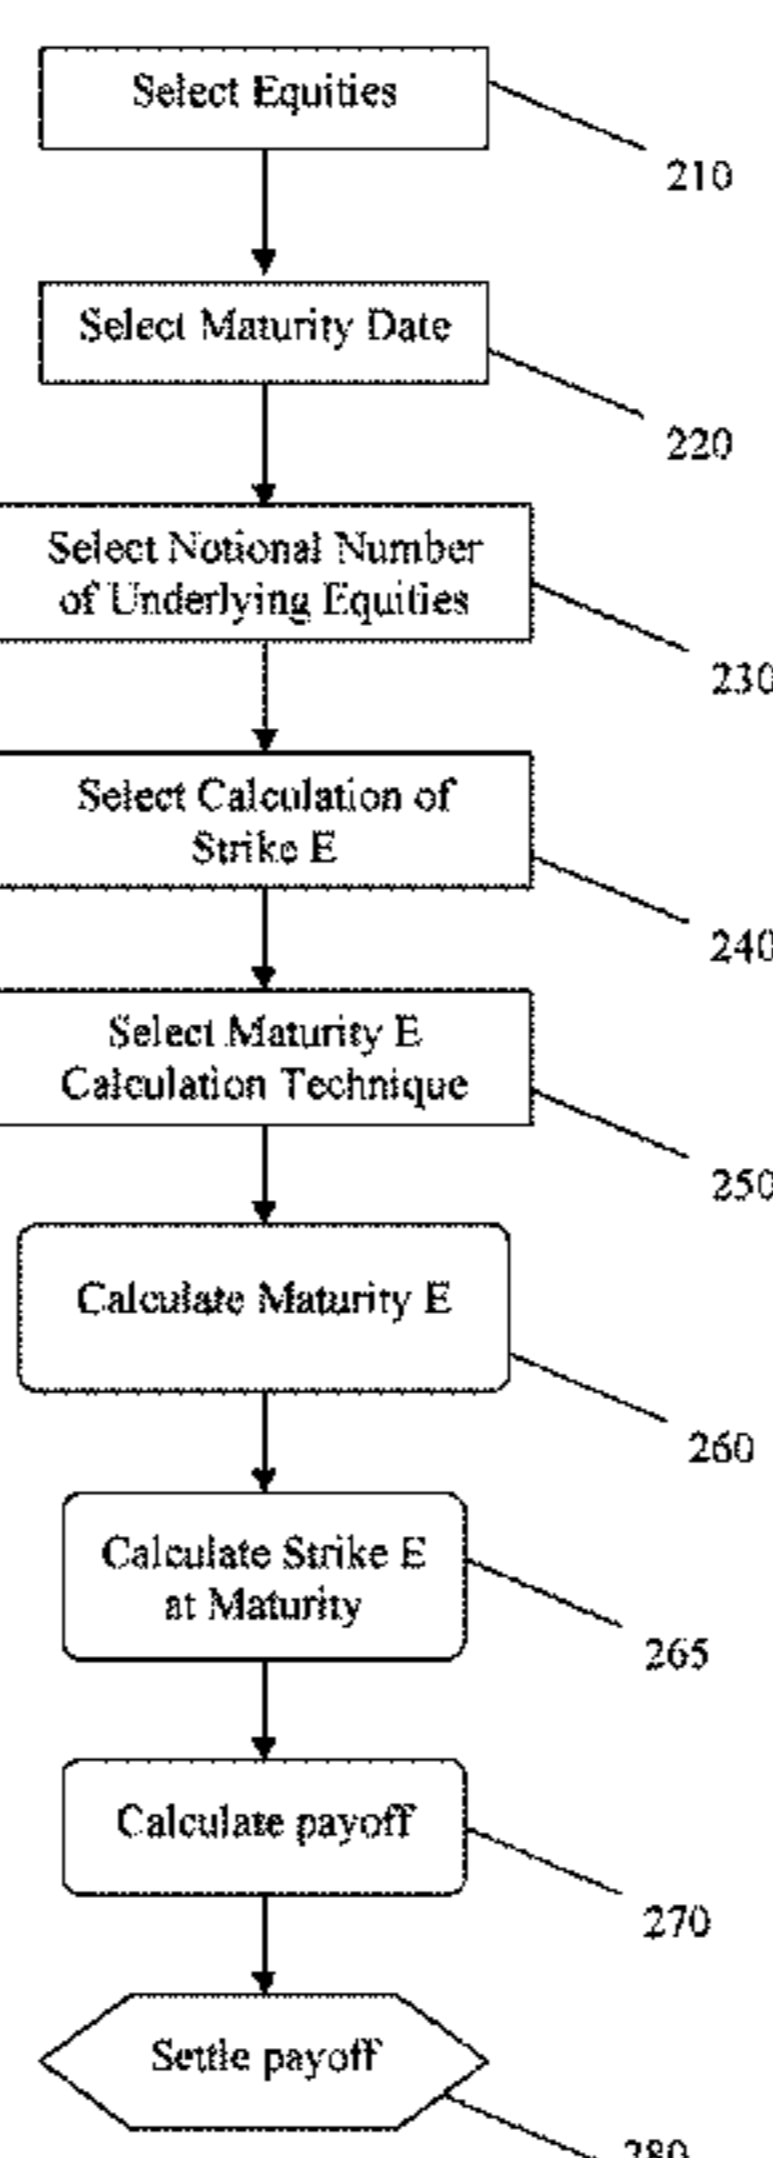 Select Equities
210
Select Maturity Date
220
Select Notional Number
of Underlying Equities
230
Select Calculation of
Strike E
240
Select Maturity E
Calculation Technique
250
Calculate Maturity E
260
Calculate Strike E
at Maturity
265
Calculate payoff
270
Settle payoff
280